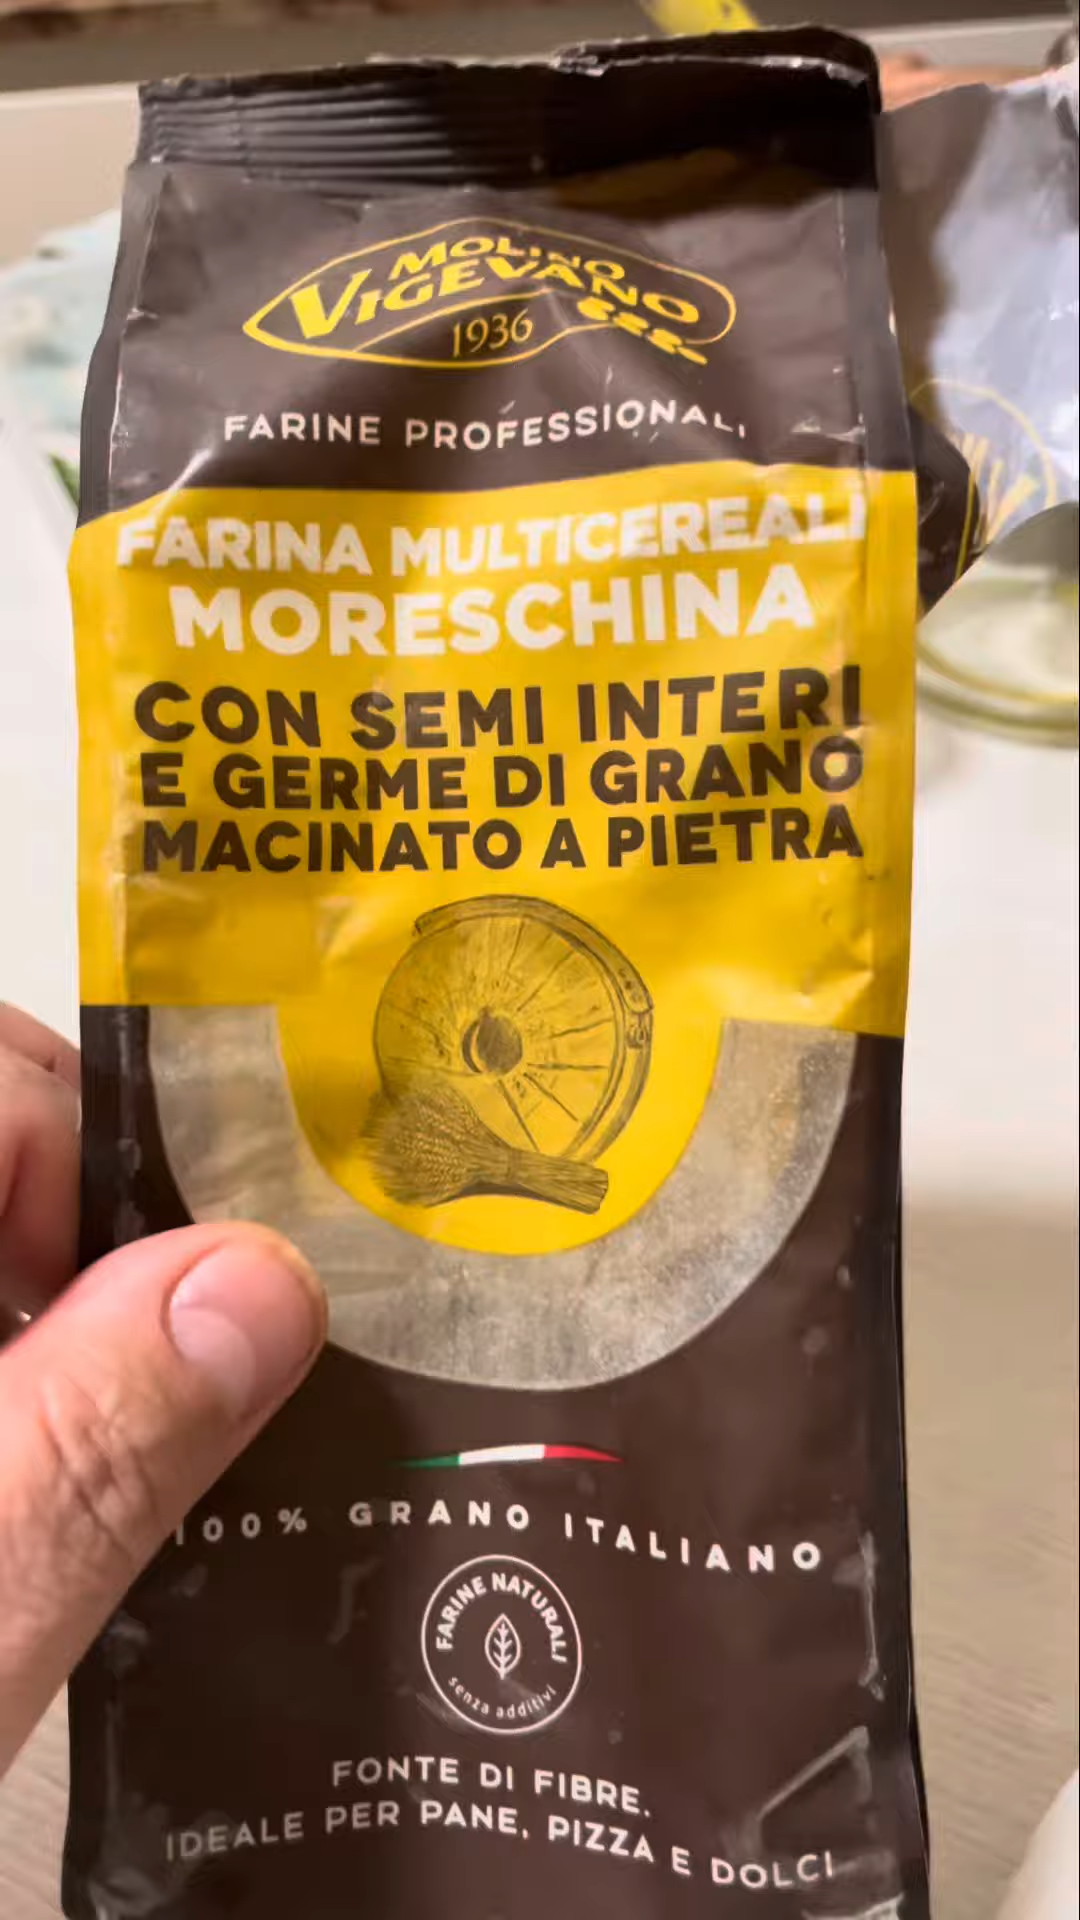 MOLINO
VIGEVANO
1936
FARINE PROFESSIONALI
FARINA MULTICEREALI
MORESCHINA
CON SEMI INTERI
E GERME DI GRANO
MACINATO A PIETRA
100% GRANO ITALIANO
FARINE NATURALI
senza additivi
FONTE DI FIBRE.
IDEALE PER PANE, PIZZA E DOLCI